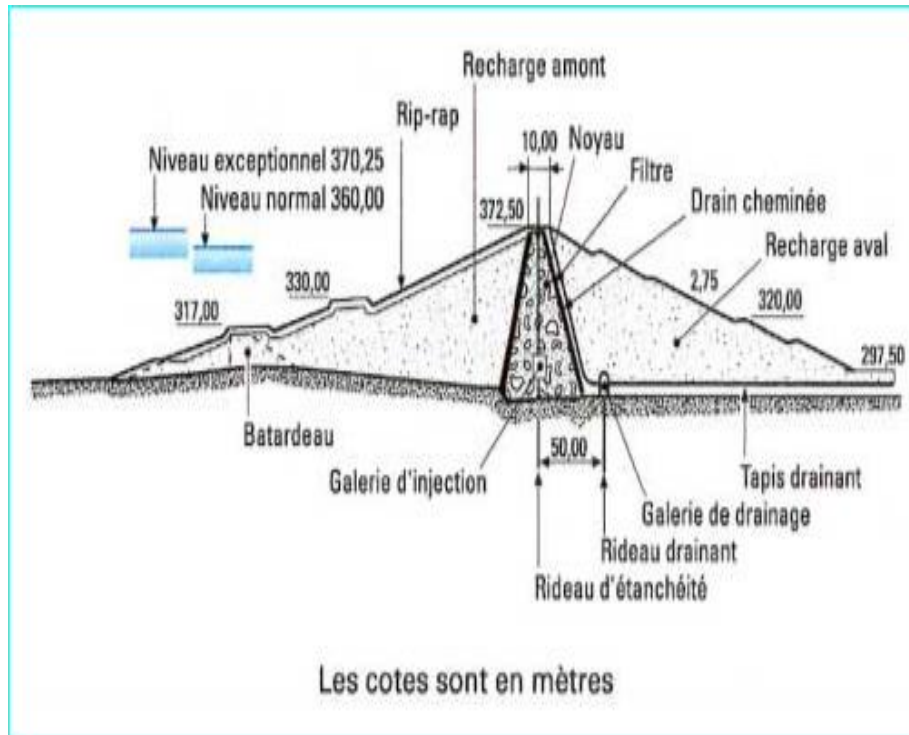 Recharge amont
Rip-rap
10,00
Noyau
Niveau exceptionnel 370,25
Filtre
Niveau normal 360,00
372,50
Drain cheminée
Recharge aval
330,00
2,75
317,00
320,00
297,50
Batardeau
50,00
Galerie d'injection
Tapis drainant
Galerie de drainage
Rideau drainant
Rideau d'étanchéité
Les cotes sont en mètres